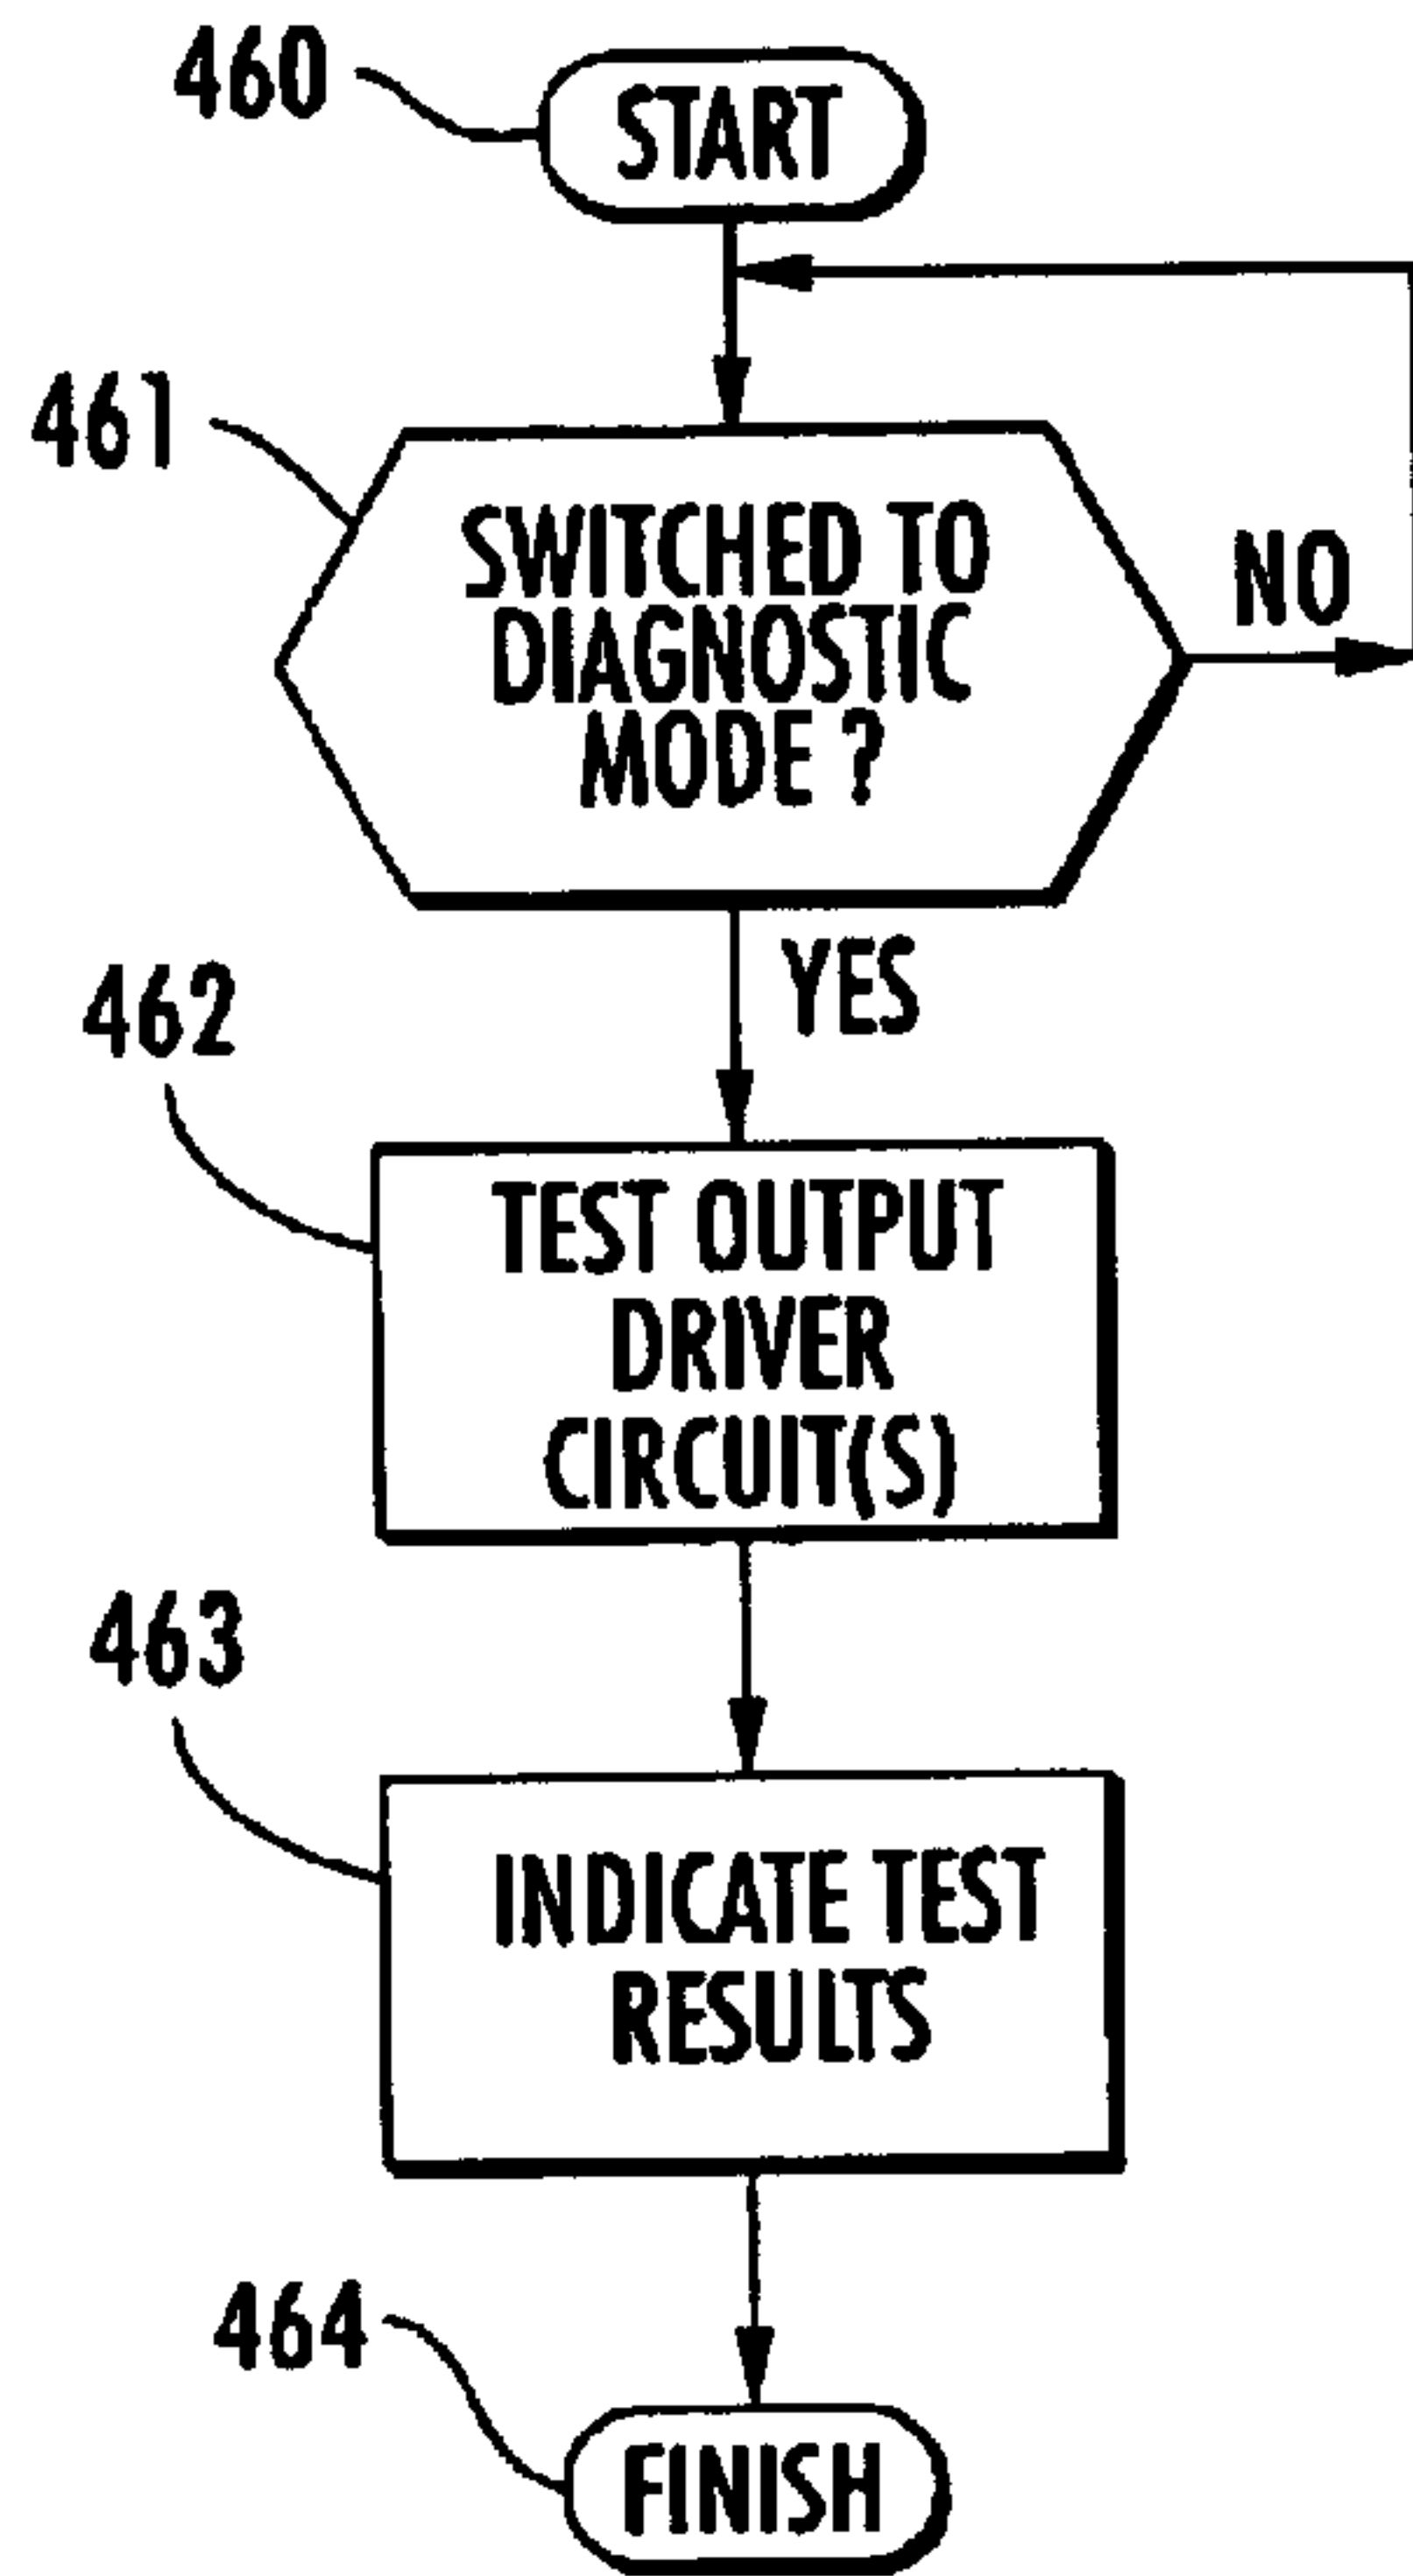 460
START
461
SWITCHED TO
DIAGNOSTIC
MODE ?
NO
YES
462
TEST OUTPUT
DRIVER
CIRCUIT(S)
463
INDICATE TEST
RESULTS
464
FINISH